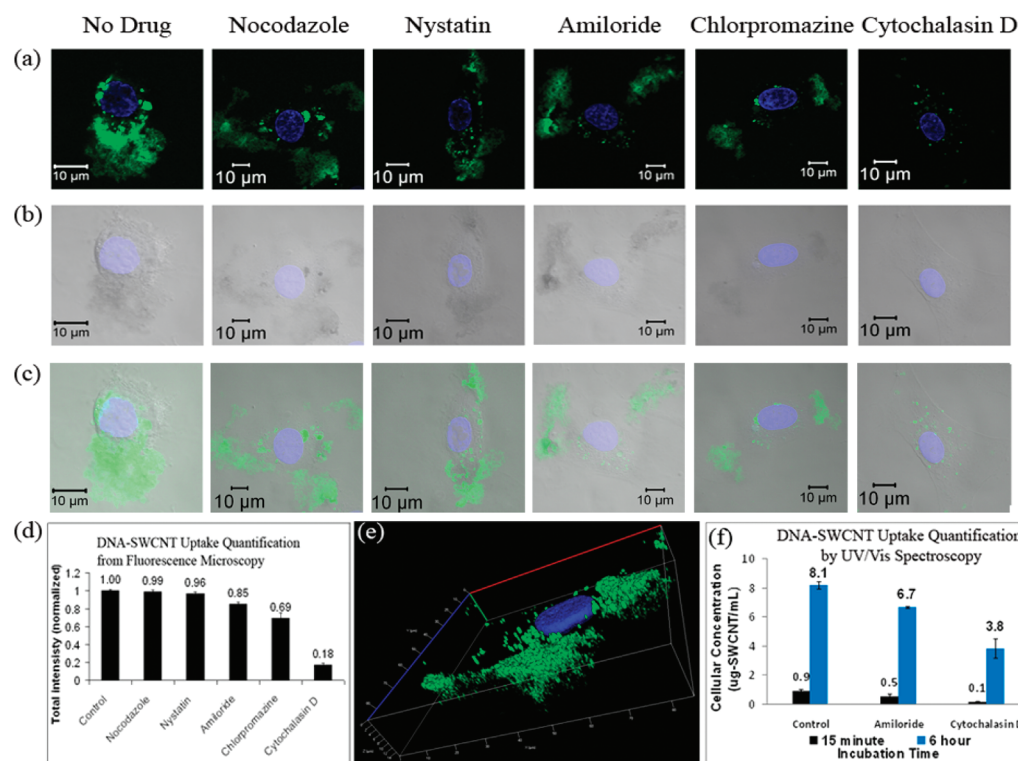 No Drug Nocodazole Nystatin Amiloride Chlorpromazine Cytochalasin D
(a)
10 µm 10 µm 10 µm 10 µm 10 µm 10 µm
(b)
10 µm 10 µm 10 µm 10 µm 10 µm 10 µm
(c)
10 µm 10 µm 10 µm 10 µm 10 µm 10 µm
(d)
DNA-SWCNT Uptake Quantification
from Fluorescence Microscopy
Total Intensisty (normalized)
1.2
1
0.8
0.6
0.4
0.2
0
1.00 0.99 0.96 0.85 0.69 0.18
Control Nocodazole Nystatin Amiloride Chlorpromazine Cytochalasin D
(e)
(f)
DNA-SWCNT Uptake Quantification
by UV/Vis Spectroscopy
Cellular Concentration
(ug-SWCNT/mL)
10
8
6
4
2
0
0.9 8.1 0.5 6.7 0.1 3.8
Control Amiloride Cytochalasin D
15 minute 6 hour
Incubation Time